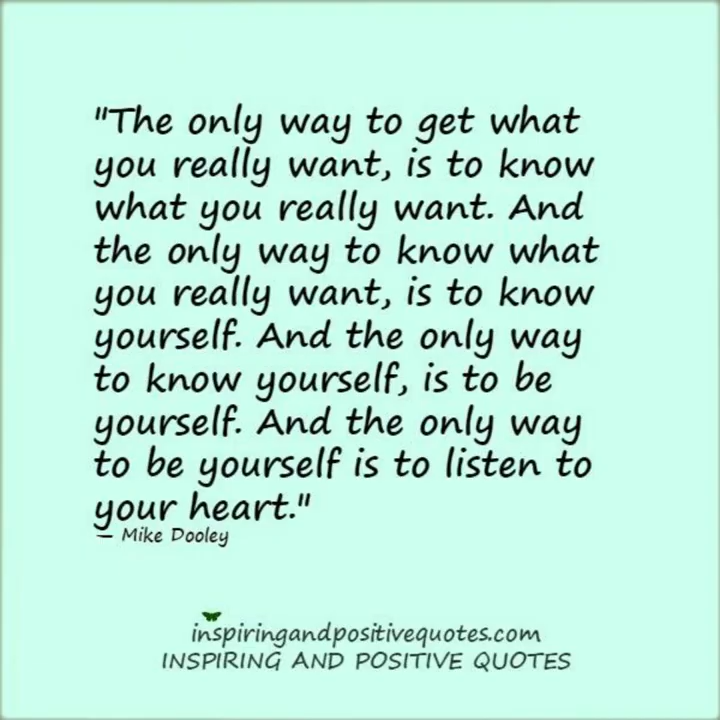 "The only way to get what
you really want, is to know
what you really want. And
the only way to know what
you really want, is to know
yourself. And the only way
to know yourself, is to be
yourself. And the only way
to be yourself is to listen to
your heart."
— Mike Dooley
inspiringandpositivequotes.com
INSPIRING AND POSITIVE QUOTES